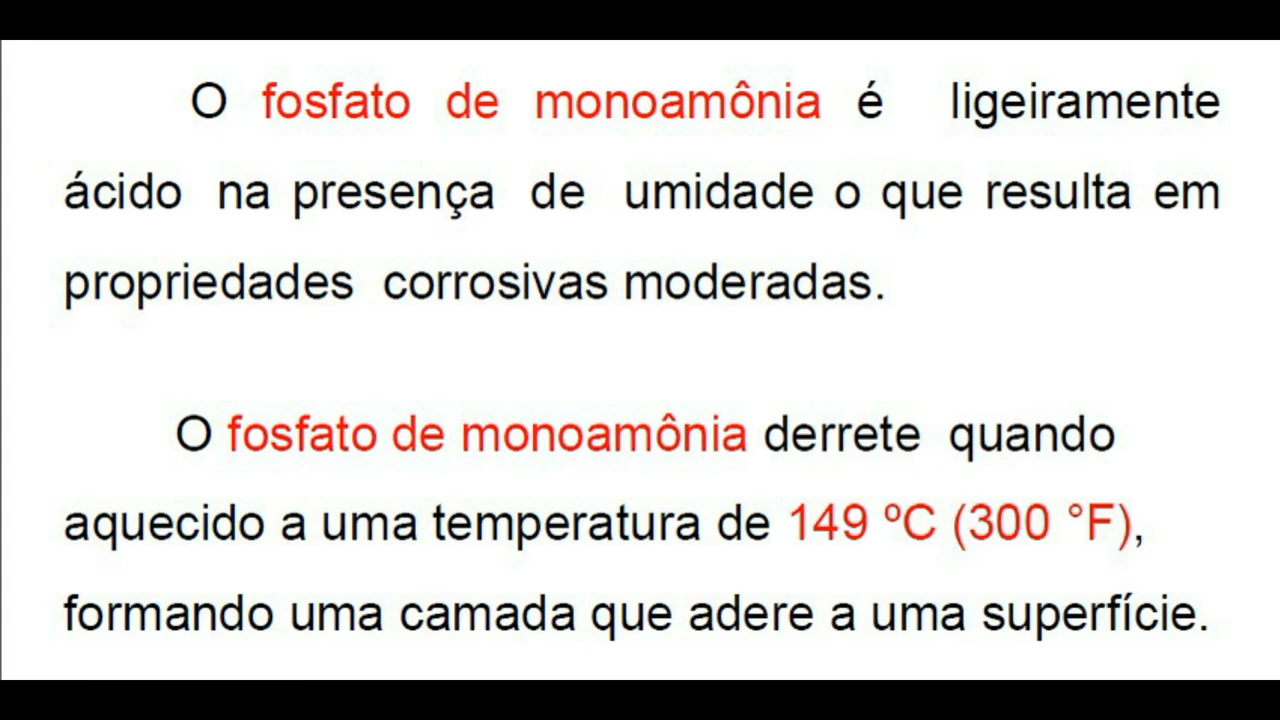 O fosfato de monoamônia é ligeiramente
ácido na presença de umidade o que resulta em
propriedades corrosivas moderadas.
O fosfato de monoamônia derrete quando
aquecido a uma temperatura de 149 ºC (300 °F),
formando uma camada que adere a uma superfície.